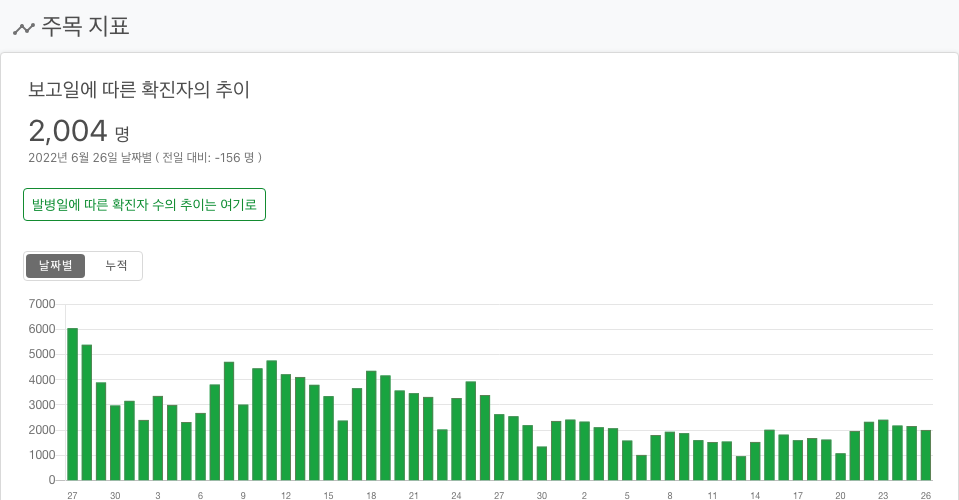 주목 지표
보고일에 따른 확진자의 추이
2,004 명
2022년 6월 26일 날짜별 ( 전일 대비: -156 명 )
발병일에 따른 확진자 수의 추이는 여기로
날짜별 누적
7000
6000
5000
4000
3000
2000
1000
0
27 30 3 6 9 12 15 18 21 24 27 30 2 5 8 11 14 17 20 23 26